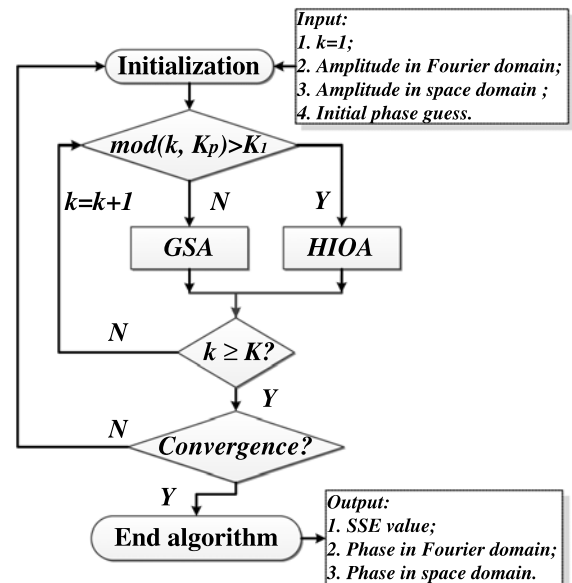 Input:
1. k=1;
2. Amplitude in Fourier domain;
3. Amplitude in space domain ;
4. Initial phase guess.
Initialization
mod(k, Kp)>K1
k=k+1
N
Y
GSA
HIOA
N
k ≥ K?
Y
N
Convergence?
Y
End algorithm
Output:
1. SSE value;
2. Phase in Fourier domain;
3. Phase in space domain.